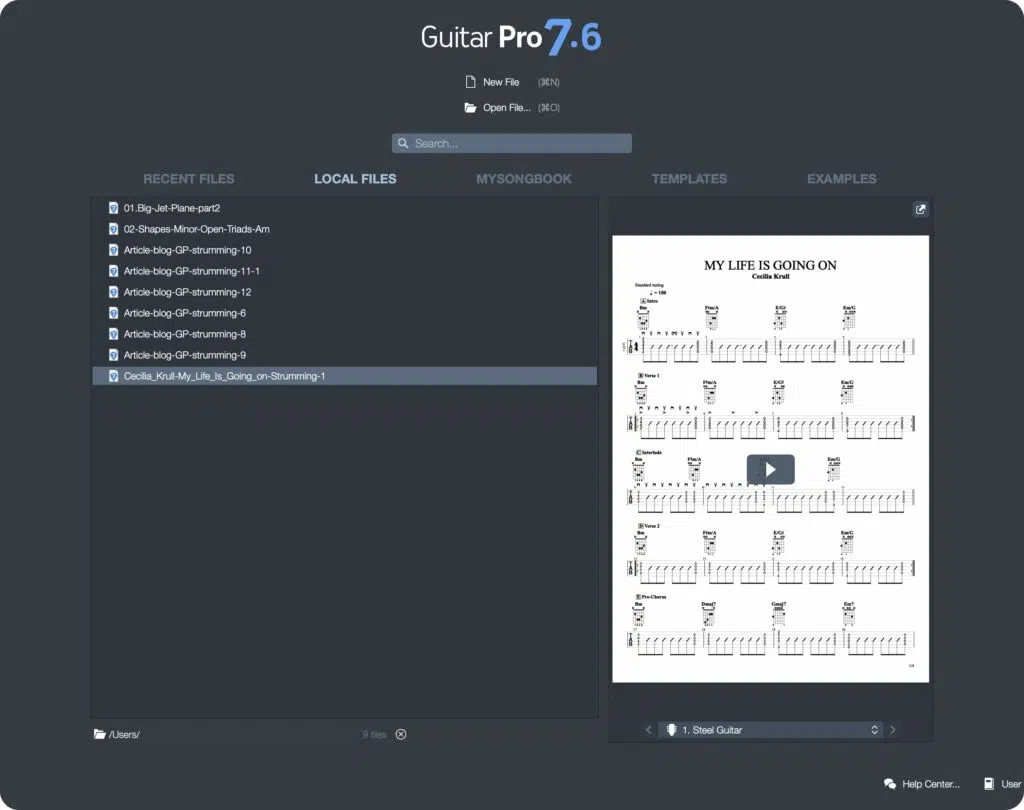 Guitar Pro 7.6
New File (⌘N)
Open File... (⌘O)
Search...
RECENT FILES LOCAL FILES MYSONGBOOK TEMPLATES EXAMPLES
01.Big-Jet-Plane-part2
02-Shapes-Minor-Open-Triads-Am
Article-blog-GP-strumming-10
Article-blog-GP-strumming-11-1
Article-blog-GP-strumming-12
Article-blog-GP-strumming-6
Article-blog-GP-strumming-8
Article-blog-GP-strumming-9
Cecilia_Krull-My_Life_Is_Going_on-Strumming-1
/Users/ 9 files
MY LIFE IS GOING ON
Cecilia Krull
Standard tuning
= 100
A Intro
Bm F#m/A E/G# Em/G
B Verse 1
Bm F#m/A E/G# Em/G
C Interlude
Bm F#m/A Em/G
D Verse 2
Bm F#m/A E/G# Em/G
E Pre-Chorus
Bm Dmaj7 Gmaj7 Em7
1. Steel Guitar
Help Center... User